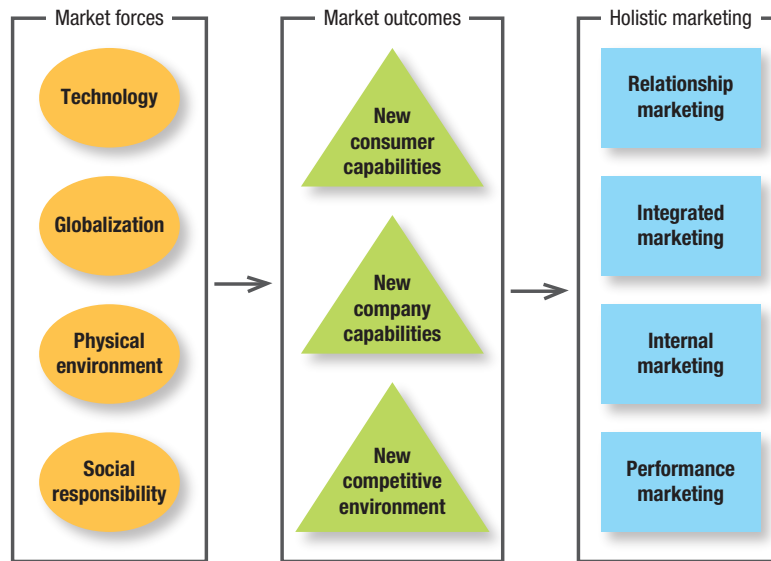 Market forces
Technology
Globalization
Physical
environment
Social
responsibility
Market outcomes
New
consumer
capabilities
New
company
capabilities
New
competitive
environment
Holistic marketing
Relationship
marketing
Integrated
marketing
Internal
marketing
Performance
marketing